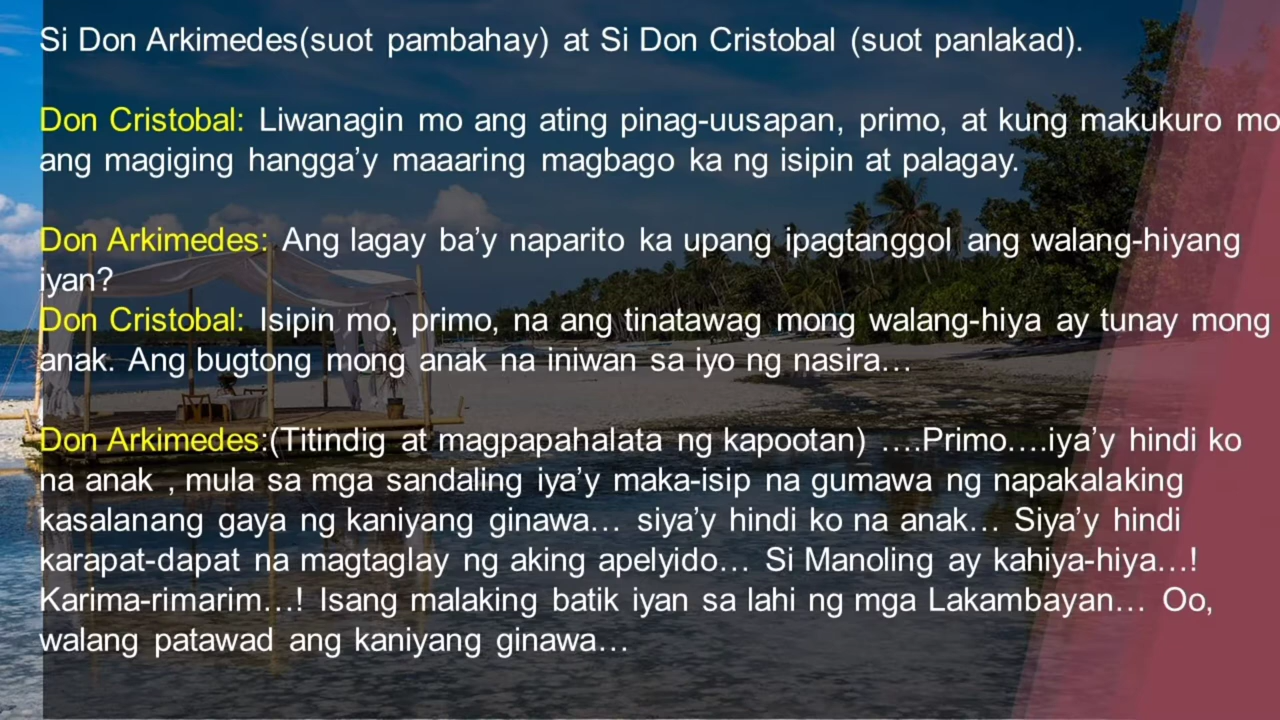 Si Don Arkimedes(suot pambahay) at Si Don Cristobal (suot panlakad).
Don Cristobal: Liwanagin mo ang ating pinag-uusapan, primo, at kung makukuro mo
ang magiging hangga’y maaaring magbago ka ng isipin at palagay.
Don Arkimedes: Ang lagay ba’y naparito ka upang ipagtanggol ang walang-hiyang
iyan?
Don Cristobal: Isipin mo, primo, na ang tinatawag mong walang-hiya ay tunay mong
anak. Ang bugtong mong anak na iniwan sa iyo ng nasira…
Don Arkimedes:(Titindig at magpapahalata ng kapootan) ….Primo….iya’y hindi ko
na anak , mula sa mga sandaling iya’y maka-isip na gumawa ng napakalaking
kasalanang gaya ng kaniyang ginawa… siya’y hindi ko na anak… Siya’y hindi
karapat-dapat na magtaglay ng aking apelyido… Si Manoling ay kahiya-hiya…!
Karima-rimarim…! Isang malaking batik iyan sa lahi ng mga Lakambayan… Oo,
walang patawad ang kaniyang ginawa…